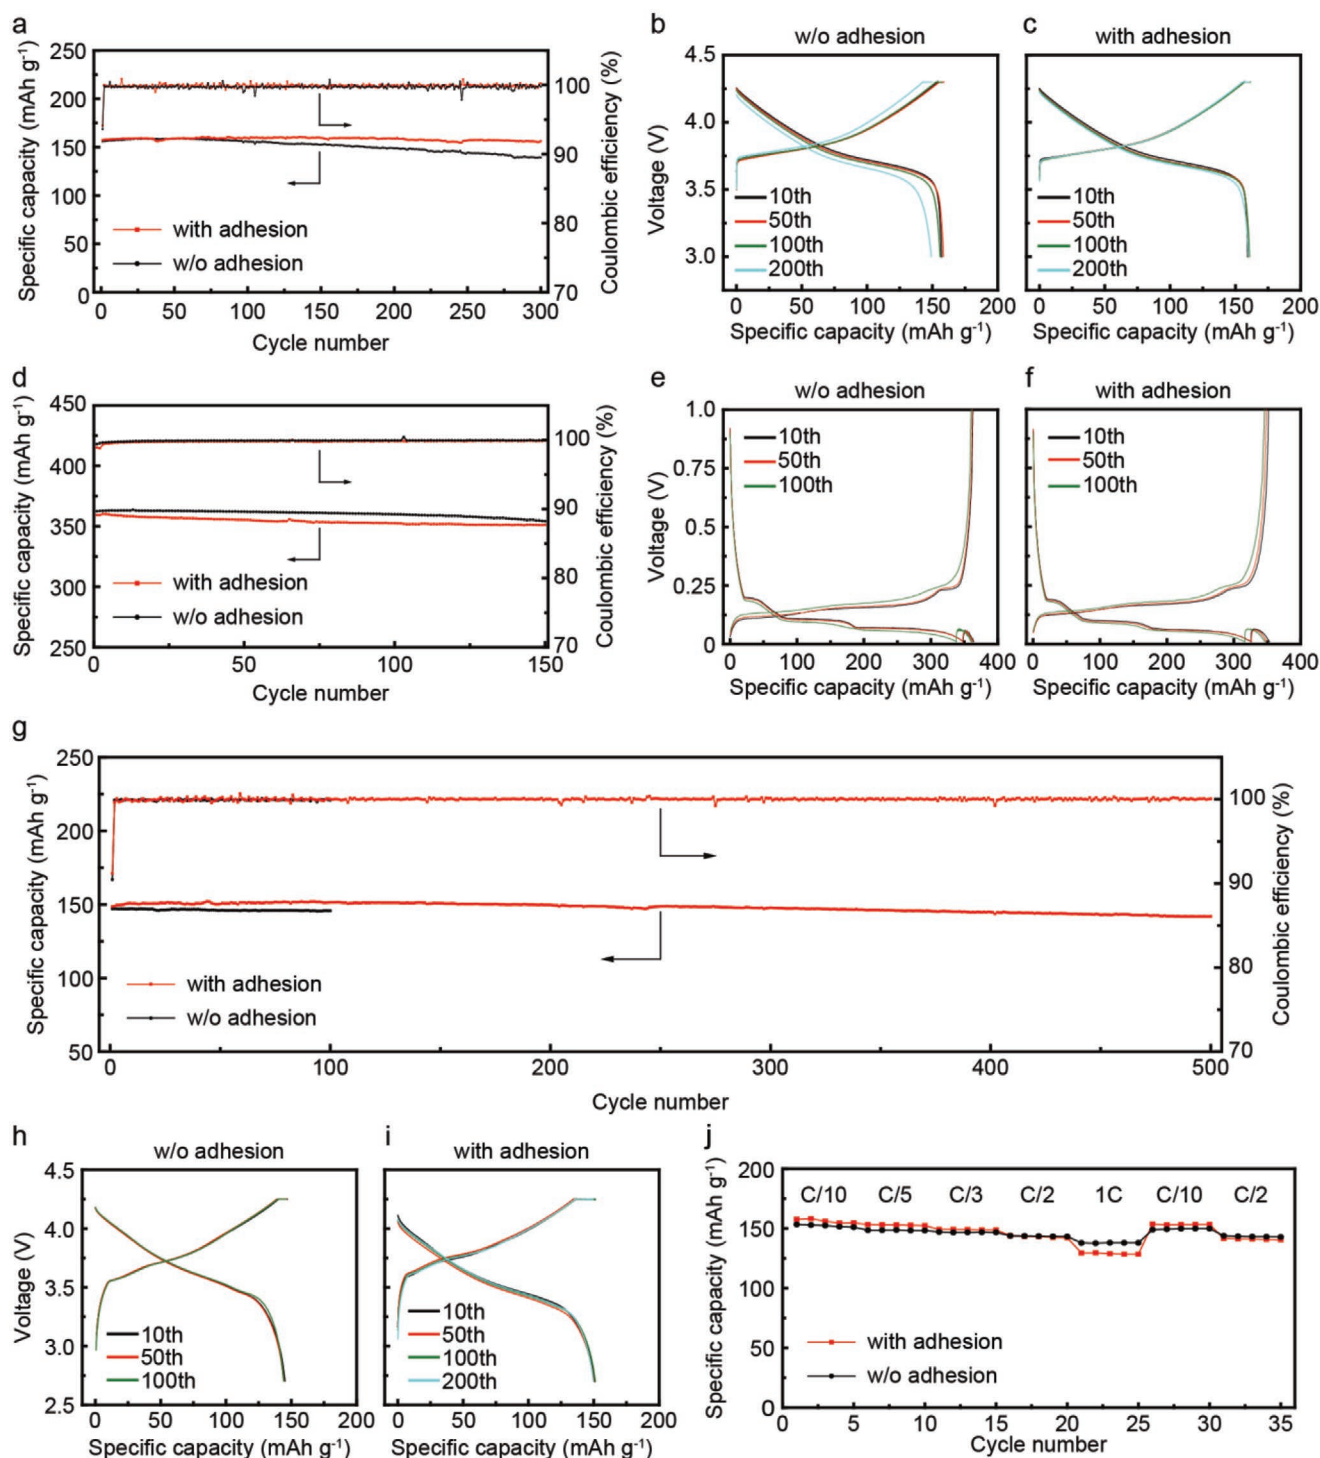 a
Specific capacity (mAh g-1)
250
200
150
100
50
0
with adhesion
w/o adhesion
0 50 100 150 200 250 300
Cycle number
100
90
80
70
Coulombic efficiency (%)
b
w/o adhesion
Voltage (V)
4.5
4.0
3.5
3.0
10th
50th
100th
200th
0 50 100 150 200
Specific capacity (mAh g-1)
c
with adhesion
10th
50th
100th
200th
0 50 100 150 200
Specific capacity (mAh g-1)
d
Specific capacity (mAh g-1)
450
400
350
300
250
with adhesion
w/o adhesion
0 50 100 150
Cycle number
100
90
80
70
Coulombic efficiency (%)
e
w/o adhesion
Voltage (V)
1.0
0.75
0.5
0.25
0
10th
50th
100th
0 100 200 300 400
Specific capacity (mAh g-1)
f
with adhesion
10th
50th
100th
0 100 200 300 400
Specific capacity (mAh g-1)
g
Specific capacity (mAh g-1)
250
200
150
100
50
with adhesion
w/o adhesion
0 100 200 300 400 500
Cycle number
100
90
80
70
Coulombic efficiency (%)
h
w/o adhesion
Voltage (V)
4.5
4.0
3.5
3.0
2.5
10th
50th
100th
0 50 100 150 200
Specific capacity (mAh g-1)
i
with adhesion
10th
50th
100th
200th
0 50 100 150 200
Specific capacity (mAh g-1)
j
Specific capacity (mAh g-1)
200
150
100
50
0
C/10 C/5 C/3 C/2 1C C/10 C/2
with adhesion
w/o adhesion
0 5 10 15 20 25 30 35
Cycle number